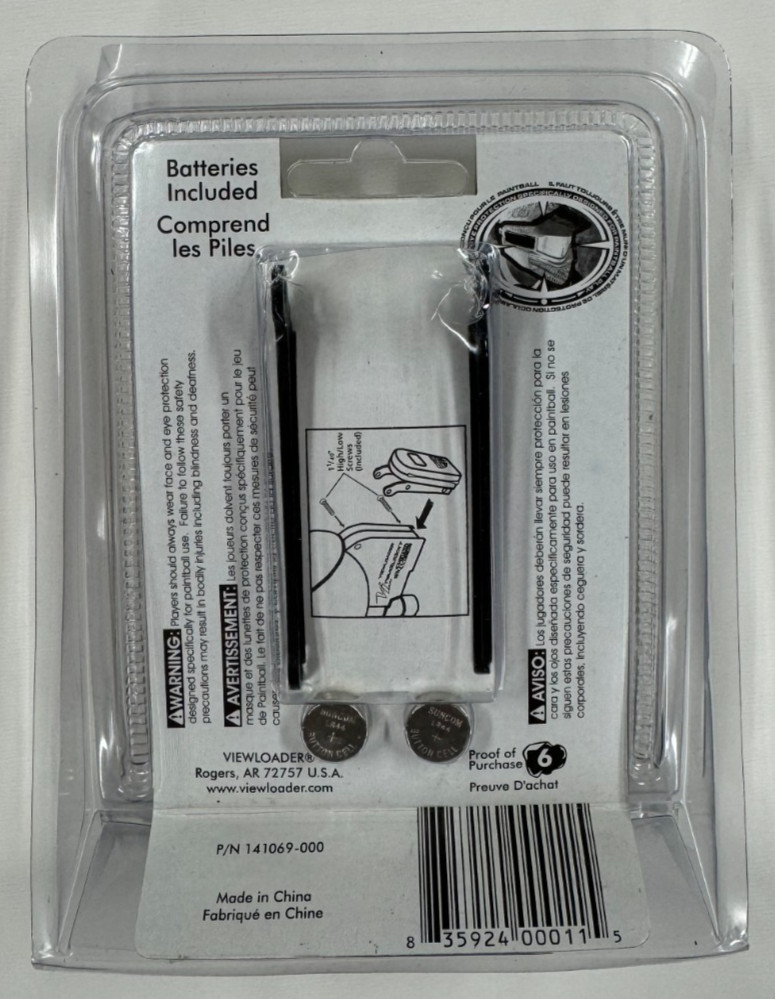 Batteries
Included
Comprend
les Piles
WARNING: Players should always wear face and eye protection
designed specifically for paintball use. Failure to follow these safety
precautions may result in bodily injuries including blindness and deafness.
AVERTISSEMENT: Les joueurs doivent toujours porter un
masque et des lunettes de protection conçus spécifiquement pour le jeu
de Paintball. Le fait de ne pas respecter ces mesures de sécurité peut
causer
1 1/16"
High/Low
Screws
(Included)
AVISO: Los jugadores deberán llevar siempre protección para la
cara y los ojos diseñada específicamente para uso en paintball. Si no se
siguen estas precauciones de seguridad puede resultar en lesiones
corporales, incluyendo ceguera y sordera.
SUNCOM
LR44
+
BUTTON CELL
SUNCOM
LR44
+
BUTTON CELL
VIEWLOADER®
Rogers, AR 72757 U.S.A.
www.viewloader.com
Proof of
Purchase
6
Preuve D'achat
P/N 141069-000
Made in China
Fabriqué en Chine
8 35924 00011 5